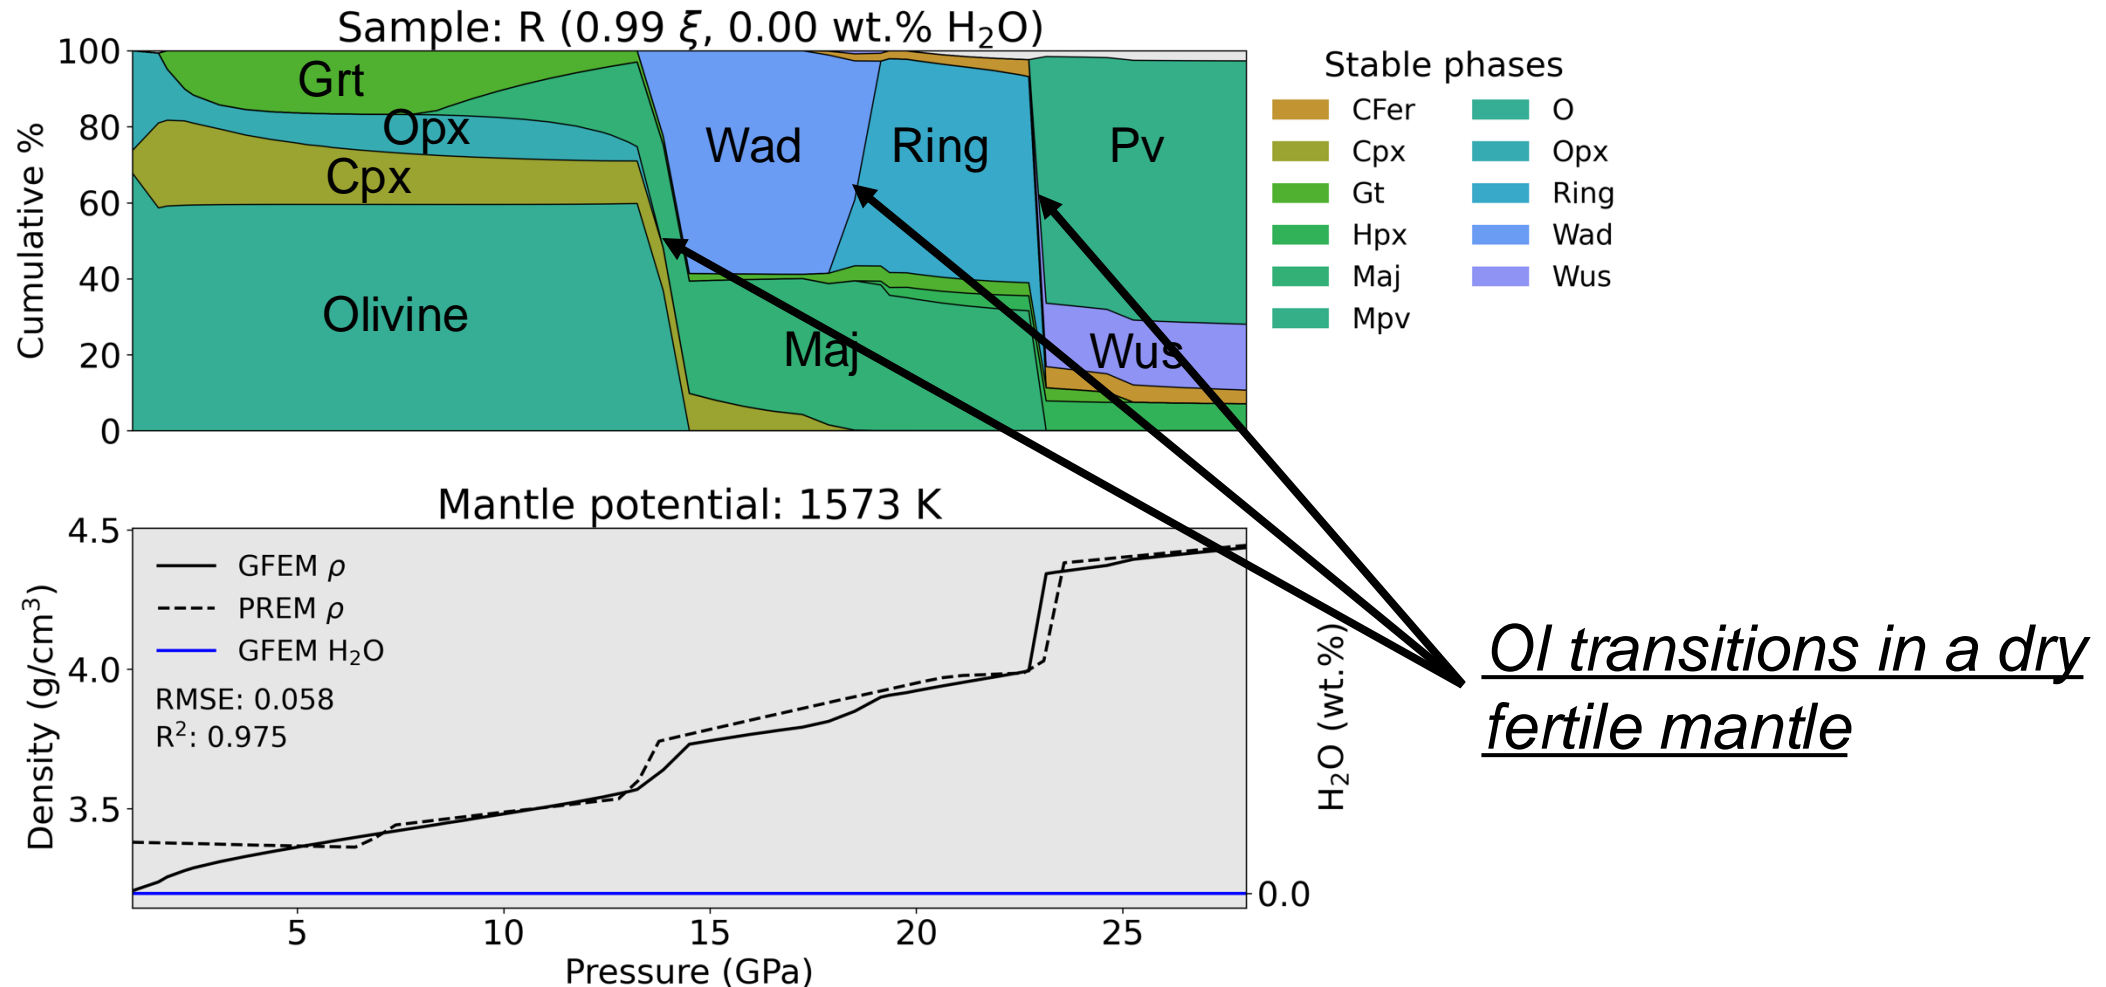 Sample: R (0.99 ξ, 0.00 wt.% H₂O)
Cumulative %
100
80
60
40
20
0
Grt
Opx
Cpx
Olivine
Wad
Ring
Pv
Maj
Wus
Stable phases
CFer
Cpx
Gt
Hpx
Maj
Mpv
O
Opx
Ring
Wad
Wus
Mantle potential: 1573 K
Density (g/cm³)
4.5
4.0
3.5
GFEM ρ
PREM ρ
GFEM H₂O
RMSE: 0.058
R²: 0.975
H₂O (wt.%)
0.0
5
10
15
20
25
Pressure (GPa)
Ol transitions in a dry
fertile mantle